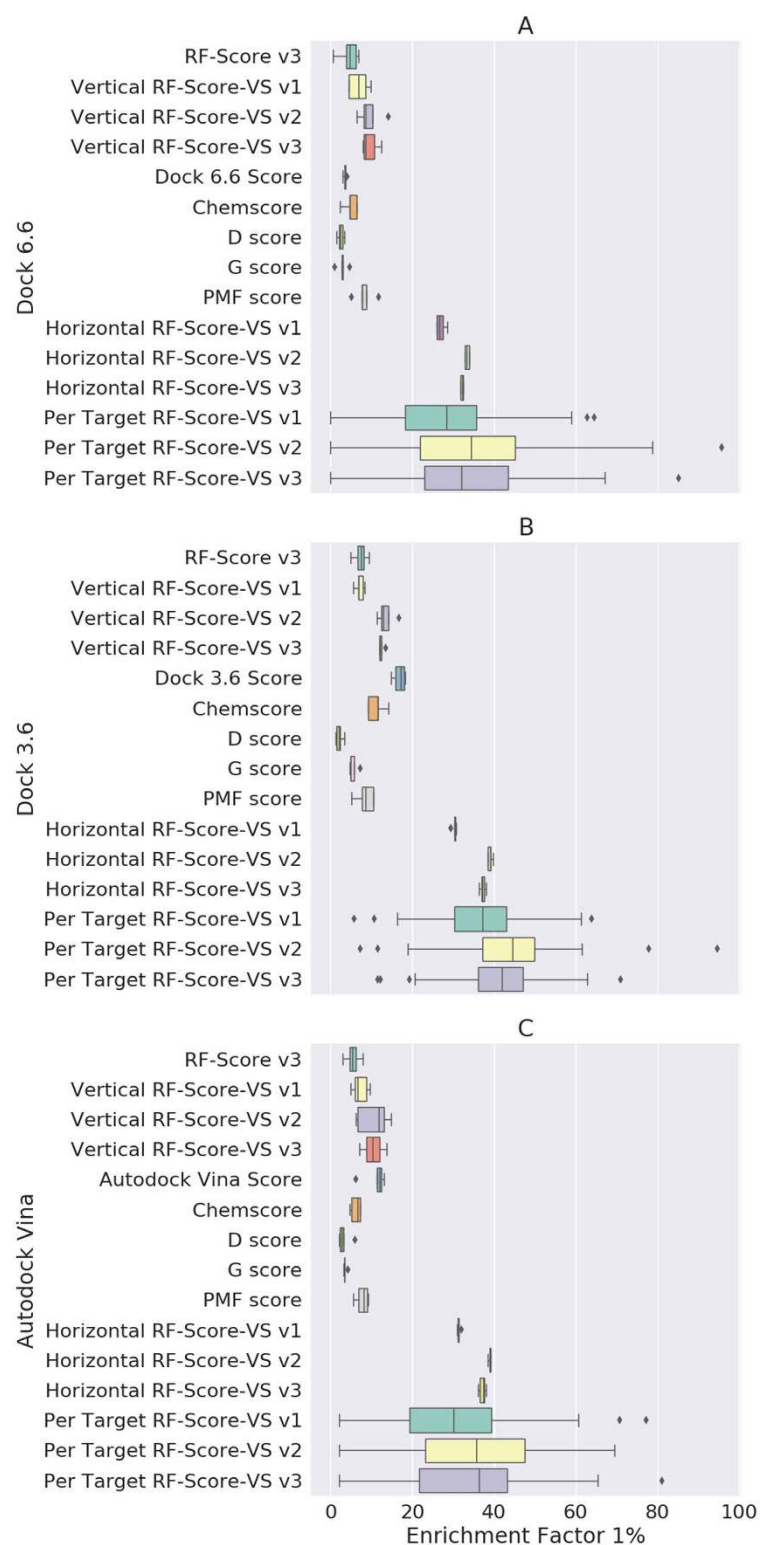 A
Dock 6.6
RF-Score v3
Vertical RF-Score-VS v1
Vertical RF-Score-VS v2
Vertical RF-Score-VS v3
Dock 6.6 Score
Chemscore
D score
G score
PMF score
Horizontal RF-Score-VS v1
Horizontal RF-Score-VS v2
Horizontal RF-Score-VS v3
Per Target RF-Score-VS v1
Per Target RF-Score-VS v2
Per Target RF-Score-VS v3
B
Dock 3.6
RF-Score v3
Vertical RF-Score-VS v1
Vertical RF-Score-VS v2
Vertical RF-Score-VS v3
Dock 3.6 Score
Chemscore
D score
G score
PMF score
Horizontal RF-Score-VS v1
Horizontal RF-Score-VS v2
Horizontal RF-Score-VS v3
Per Target RF-Score-VS v1
Per Target RF-Score-VS v2
Per Target RF-Score-VS v3
C
Autodock Vina
RF-Score v3
Vertical RF-Score-VS v1
Vertical RF-Score-VS v2
Vertical RF-Score-VS v3
Autodock Vina Score
Chemscore
D score
G score
PMF score
Horizontal RF-Score-VS v1
Horizontal RF-Score-VS v2
Horizontal RF-Score-VS v3
Per Target RF-Score-VS v1
Per Target RF-Score-VS v2
Per Target RF-Score-VS v3
0 20 40 60 80 100
Enrichment Factor 1%